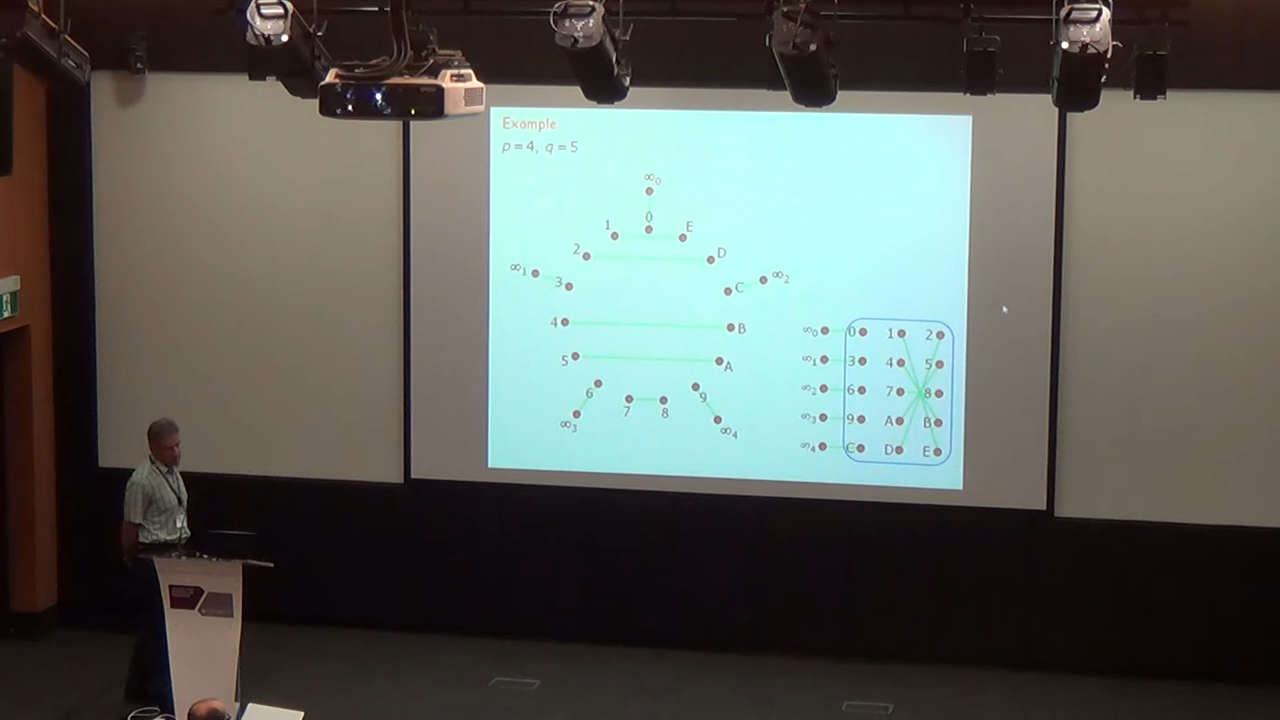 Example
p = 4, q = 5
∞₀
0
1 E
2 D
∞₁ 3 C ∞₂
4 B
5 A
6 9
7 8
∞₃ ∞₄
∞₀ 0 1 2
∞₁ 3 4 5
∞₂ 6 7 8
∞₃ 9 A B
∞₄ C D E